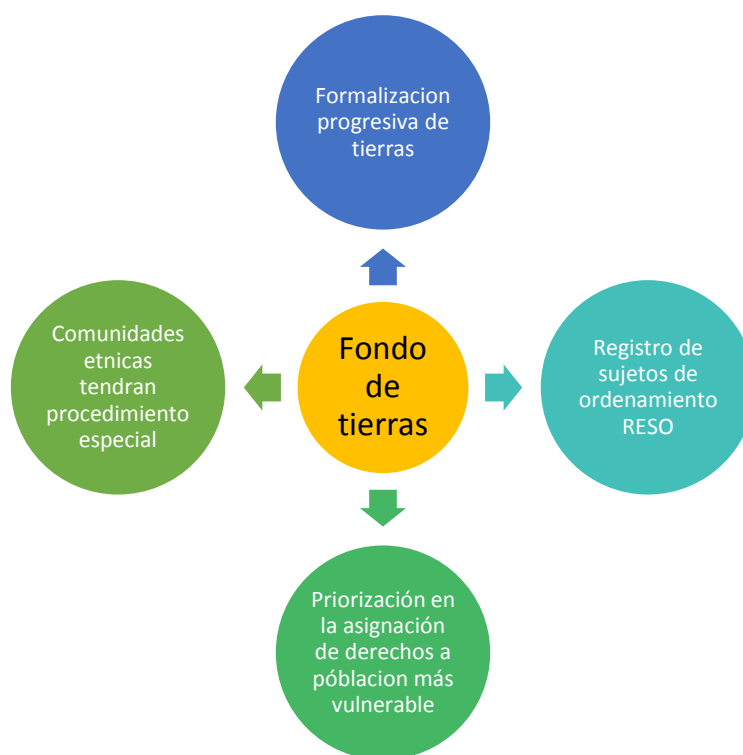 Formalizacion
progresiva de
tierras
Comunidades
etnicas
tendran
procedimiento
especial
Fondo
de
tierras
Registro de
sujetos de
ordenamiento
RESO
Priorización en
la asignación
de derechos a
póblacion más
vulnerable